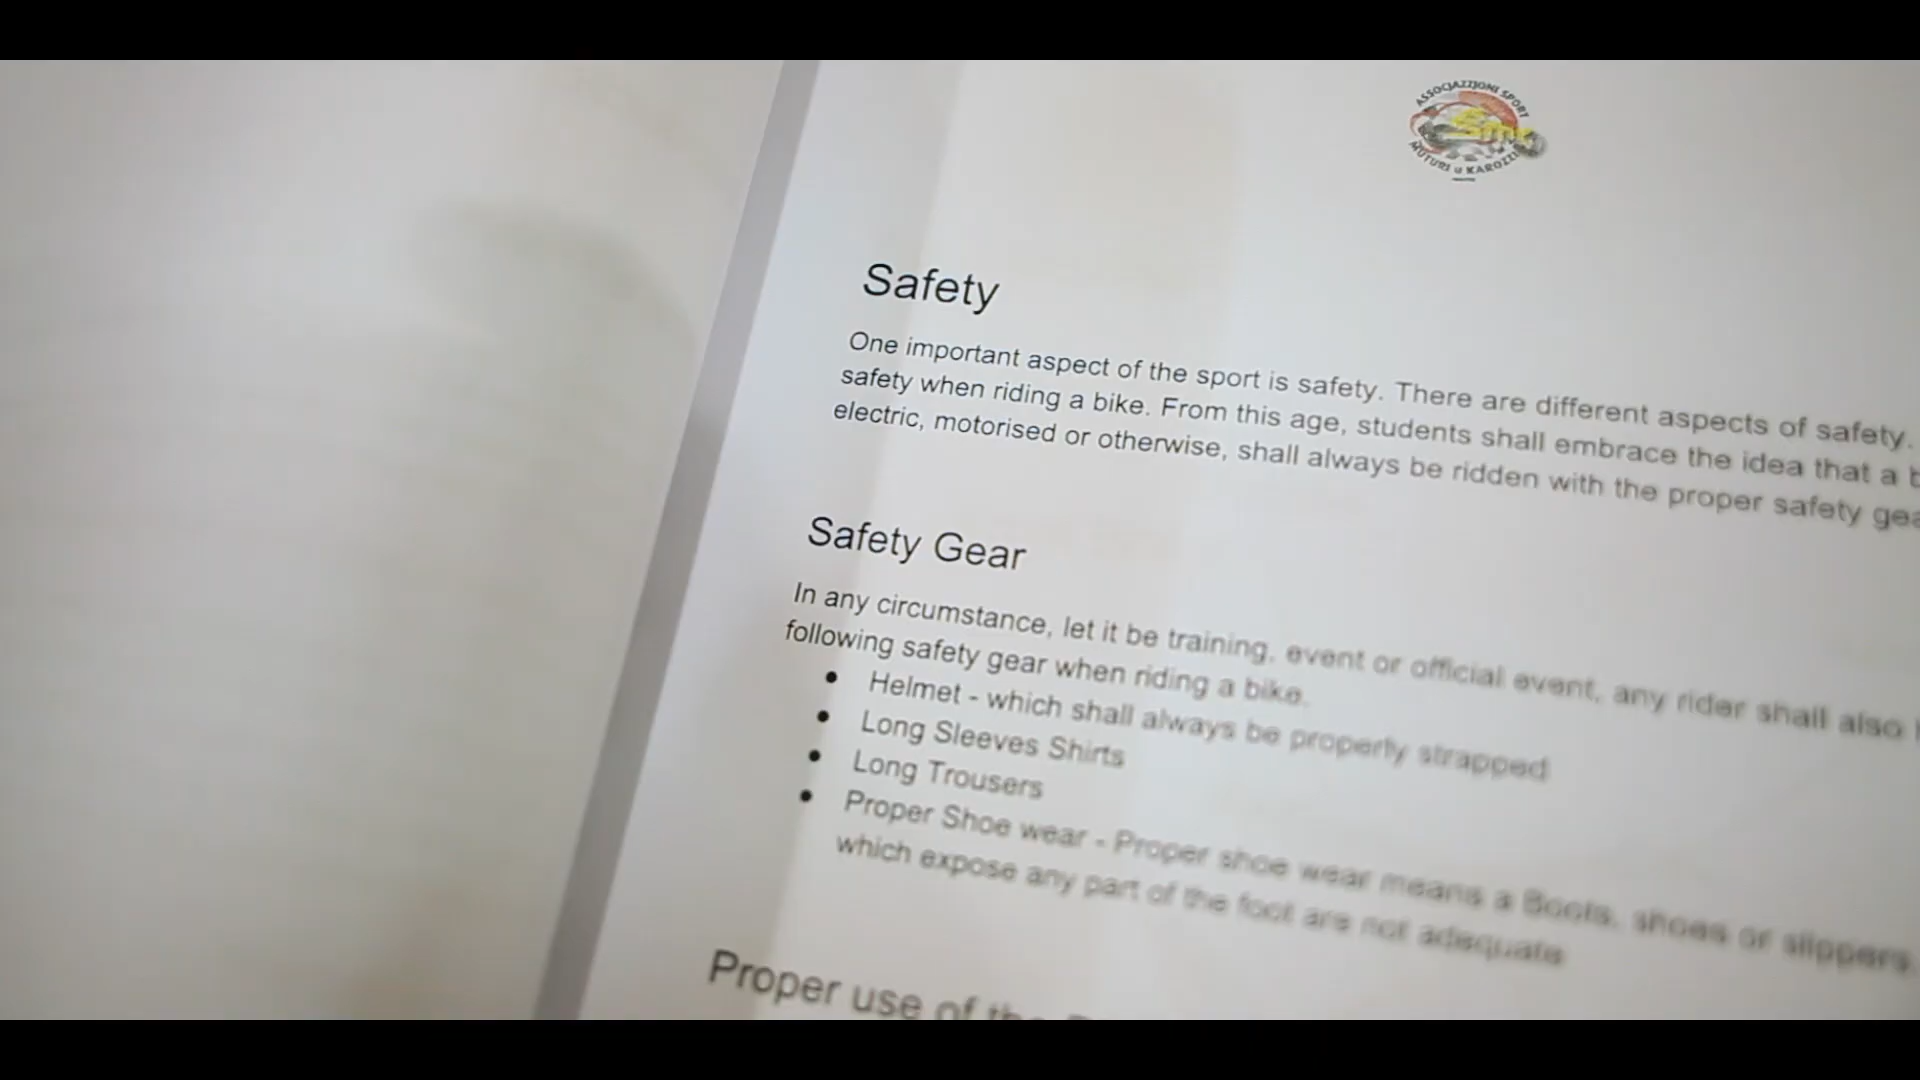 ASSOCJAZZJONI SPORT
MUTURI u KAROZZI
Safety
One important aspect of the sport is safety. There are different aspects of safety.
safety when riding a bike. From this age, students shall embrace the idea that a
electric, motorised or otherwise, shall always be ridden with the proper safety
Safety Gear
In any circumstance, let it be training, event or official event, any rider shall also
following safety gear when riding a bike.
• Helmet - which shall always be properly strapped
• Long Sleeves Shirts
• Long Trousers
• Proper Shoe wear - Proper shoe wear means a Boots, shoes or slippers
which expose any part of the foot are not adequate
Proper use of the